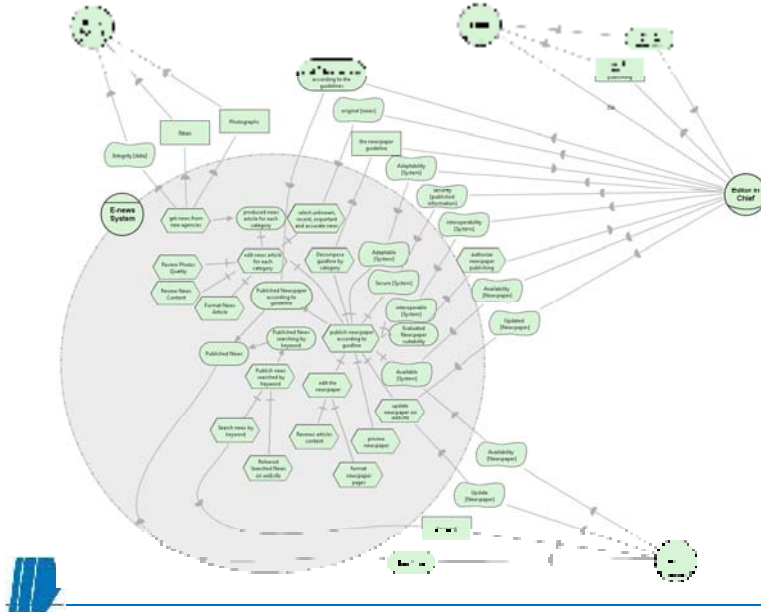 according to the
guidelines
publishing
original [news]
Photographs
News
the newspaper
guideline
Integrity [data]
Adaptability
[System]
Edition in
Chief
security
[published
information]
E-news
System
get news from
new agencies
produced news
article for each
category
select unknown,
recent, important
and accurate news
interoperability
[System]
edit news article
for each
category
Decompose
guidline by
category
Adaptable
[System]
authorize
newspaper
publishing
Review Photos
Quality
Review News
Content
Format News
Article
Published Newspaper
according to
guideline
Secure [System]
Availability
[Newspaper]
interoperable
[System]
Updated
[Newspaper]
Published News
searching by
keyword
publish newspaper
according to
guidline
Evaluated
Newspaper
suitability
Published News
Publish news
searched by
Keyword
edit the
newspaper
Available
[System]
update
newspaper on
website
Search news by
keyword
Reviews articles
content
preview
newspaper
Released
Searched News
on website
format
newspaper
pages
Availability
[Newspaper]
Update
[Newspaper]